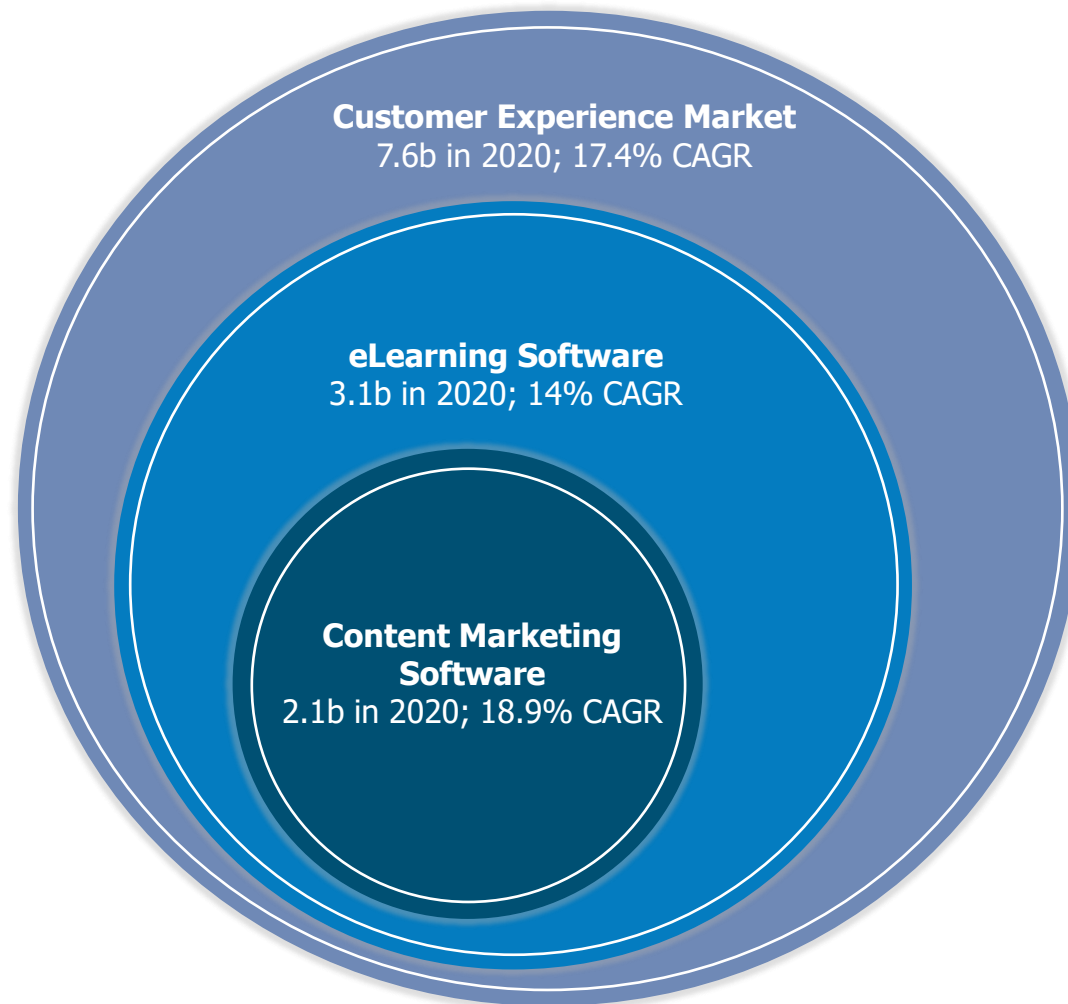 Customer Experience Market
7.6b in 2020; 17.4% CAGR
eLearning Software
3.1b in 2020; 14% CAGR
Content Marketing
Software
2.1b in 2020; 18.9% CAGR